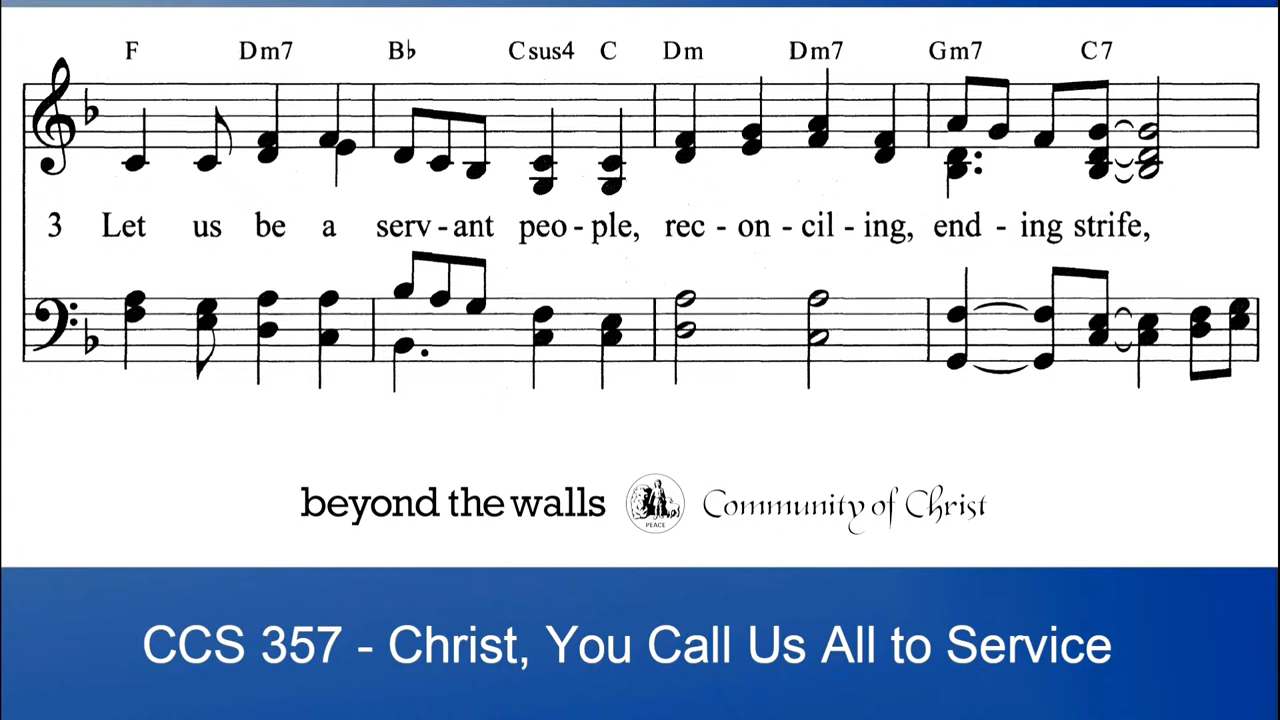 F Dm7 B♭ Csus4 C Dm Dm7 Gm7 C7
3 Let us be a serv - ant peo - ple, rec - on - cil - ing, end - ing strife,
beyond the walls PEACE Community of Christ
CCS 357 - Christ, You Call Us All to Service